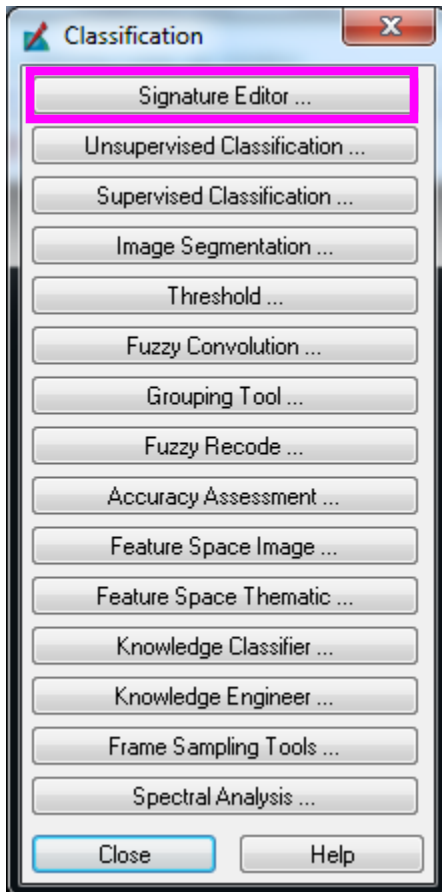 Classification
Signature Editor ...
Unsupervised Classification ...
Supervised Classification ...
Image Segmentation ...
Threshold ...
Fuzzy Convolution ...
Grouping Tool ...
Fuzzy Recode ...
Accuracy Assessment ...
Feature Space Image ...
Feature Space Thematic ...
Knowledge Classifier ...
Knowledge Engineer ...
Frame Sampling Tools ...
Spectral Analysis ...
Close Help